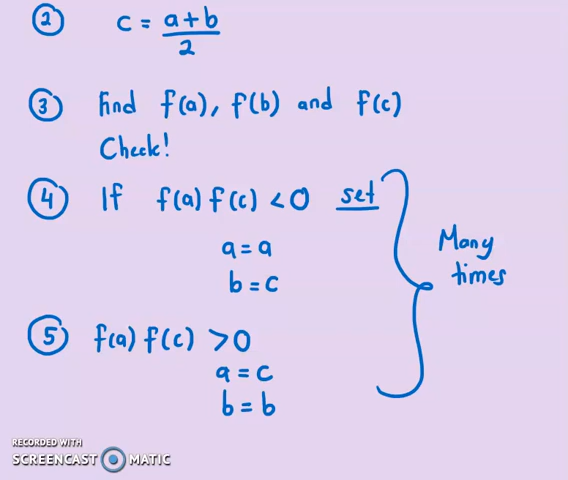 ② c = a+b / 2
③ Find f(a), f(b) and f(c)
Check!
④ If f(a) f(c) < 0 set
a = a
b = c
Many
times
⑤ f(a) f(c) > 0
a = c
b = b
RECORDED WITH
SCREENCAST MATIC